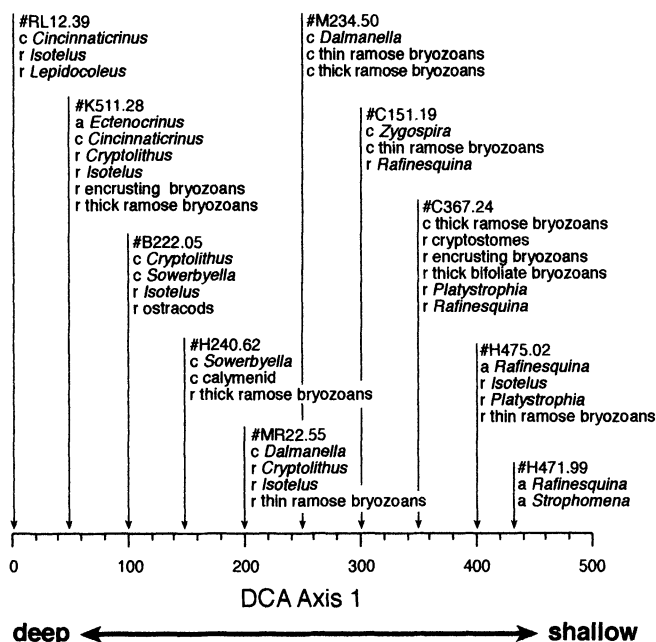 #RL12.39
c Cincinnaticrinus
r Isotelus
r Lepidocoleus
#K511.28
a Ectenocrinus
c Cincinnaticrinus
r Cryptolithus
r Isotelus
r encrusting bryozoans
r thick ramose bryozoans
#B222.05
c Cryptolithus
c Sowerbyella
r Isotelus
r ostracods
#H240.62
c Sowerbyella
c calymenid
r thick ramose bryozoans
#MR22.55
c Dalmanella
r Cryptolithus
r Isotelus
r thin ramose bryozoans
#M234.50
c Dalmanella
c thin ramose bryozoans
c thick ramose bryozoans
#C151.19
c Zygospira
c thin ramose bryozoans
r Rafinesquina
#C367.24
c thick ramose bryozoans
r cryptostomes
r encrusting bryozoans
r thick bifoliate bryozoans
r Platystrophia
r Rafinesquina
#H475.02
a Rafinesquina
r Isotelus
r Platystrophia
r thin ramose bryozoans
#H471.99
a Rafinesquina
a Strophomena
0 100 200 300 400 500
DCA Axis 1
deep shallow